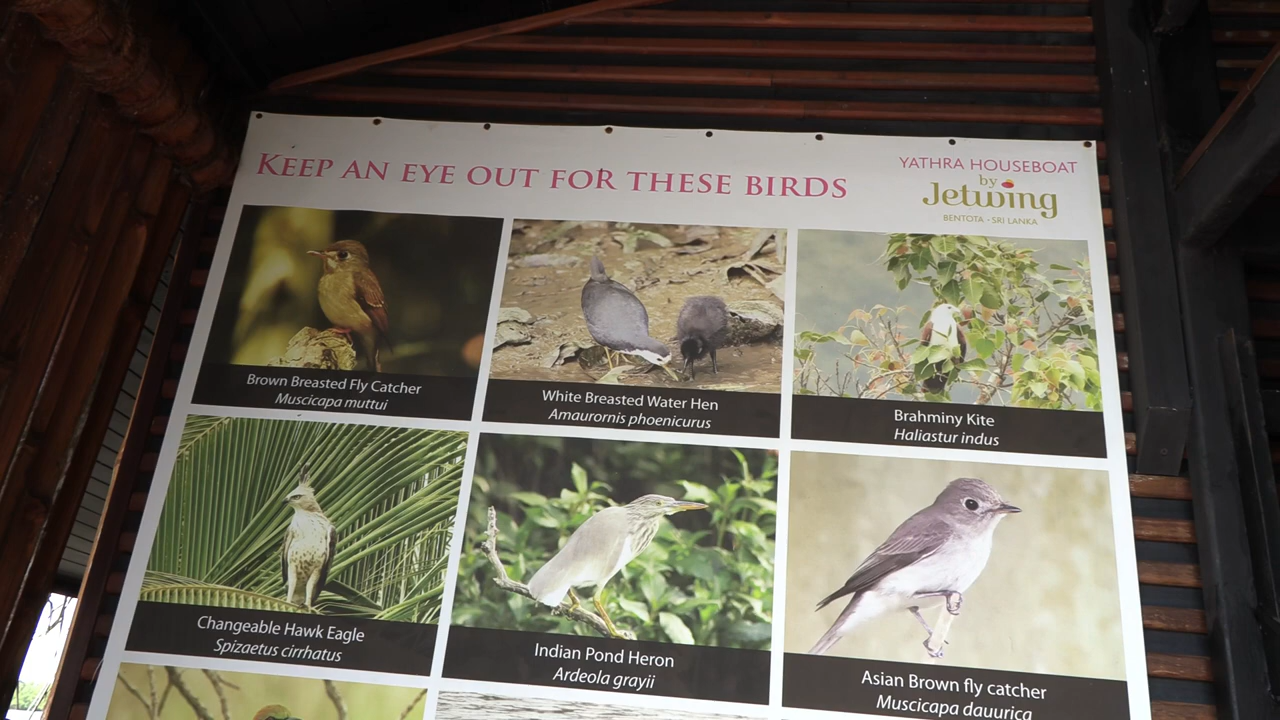 KEEP AN EYE OUT FOR THESE BIRDS
YATHRA HOUSEBOAT
by
Jetwing
BENTOTA - SRI LANKA
Brown Breasted Fly Catcher
Muscicapa muttui
White Breasted Water Hen
Amaurornis phoenicurus
Brahminy Kite
Haliastur indus
Changeable Hawk Eagle
Spizaetus cirrhatus
Indian Pond Heron
Ardeola grayii
Asian Brown fly catcher
Muscicapa dauurica